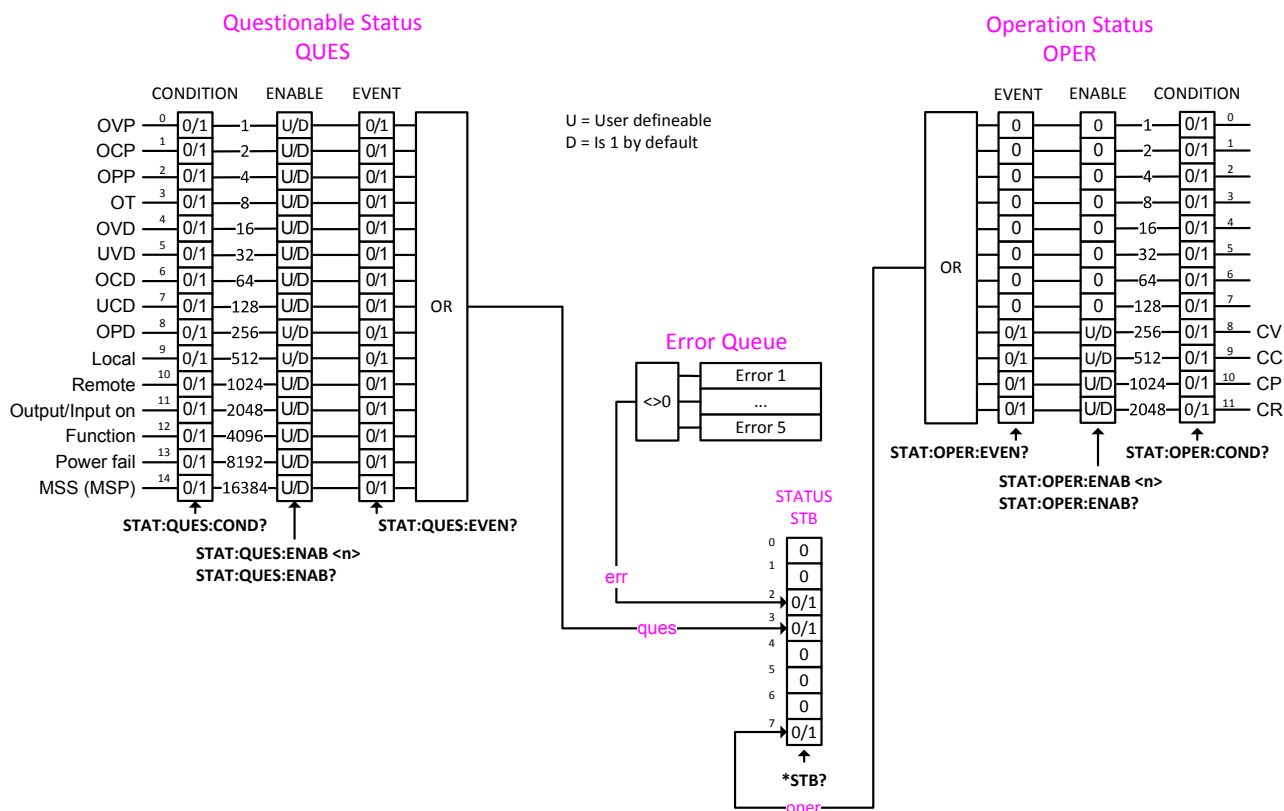 Questionable Status
QUES
CONDITION ENABLE EVENT
OVP 0 0/1 1 U/D 0/1
OCP 1 0/1 2 U/D 0/1
OPP 2 0/1 4 U/D 0/1
OT 3 0/1 8 U/D 0/1
OVD 4 0/1 16 U/D 0/1
UVD 5 0/1 32 U/D 0/1
OCD 6 0/1 64 U/D 0/1
UCD 7 0/1 128 U/D 0/1
OPD 8 0/1 256 U/D 0/1
Local 9 0/1 512 U/D 0/1
Remote 10 0/1 1024 U/D 0/1
Output/Input on 11 0/1 2048 U/D 0/1
Function 12 0/1 4096 U/D 0/1
Power fail 13 0/1 8192 U/D 0/1
MSS (MSP) 14 0/1 16384 U/D 0/1
OR
STAT:QUES:COND?
STAT:QUES:EVEN?
STAT:QUES:ENAB <n>
STAT:QUES:ENAB?
U = User defineable
D = Is 1 by default
Operation Status
OPER
EVENT ENABLE CONDITION
0 0 1 0/1 0
0 0 2 0/1 1
0 0 4 0/1 2
0 0 8 0/1 3
0 0 16 0/1 4
0 0 32 0/1 5
0 0 64 0/1 6
0 0 128 0/1 7
0/1 U/D 256 0/1 8 CV
0/1 U/D 512 0/1 9 CC
0/1 U/D 1024 0/1 10 CP
0/1 U/D 2048 0/1 11 CR
OR
STAT:OPER:EVEN?
STAT:OPER:COND?
STAT:OPER:ENAB <n>
STAT:OPER:ENAB?
Error Queue
<>0
Error 1
...
Error 5
STATUS
STB
0 0
1 0
2 0/1
3 0/1
4 0
5 0
6 0
7 0/1
err
ques
*STB?
oper